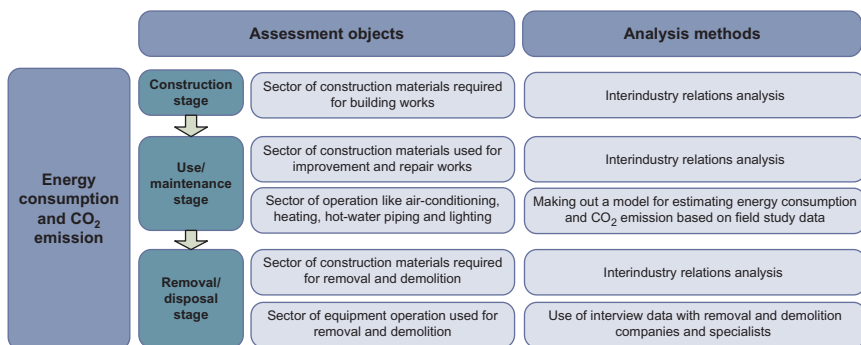 Assessment objects
Analysis methods
Energy
consumption
and CO2
emission
Construction
stage
Sector of construction materials required
for building works
Interindustry relations analysis
Use/
maintenance
stage
Sector of construction materials used for
improvement and repair works
Interindustry relations analysis
Sector of operation like air-conditioning,
heating, hot-water piping and lighting
Making out a model for estimating energy consumption
and CO2 emission based on field study data
Removal/
disposal
stage
Sector of construction materials required
for removal and demolition
Interindustry relations analysis
Sector of equipment operation used for
removal and demolition
Use of interview data with removal and demolition
companies and specialists